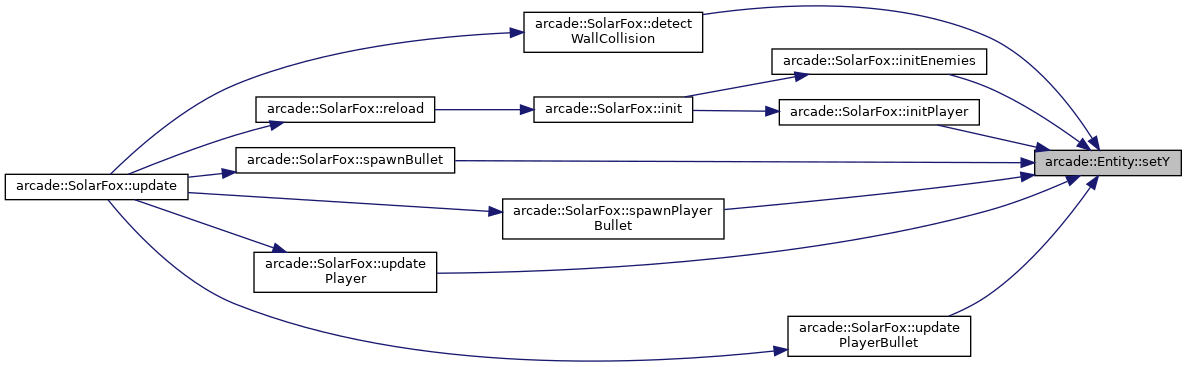 arcade::SolarFox::detect
WallCollision
arcade::SolarFox::initEnemies
arcade::SolarFox::reload
arcade::SolarFox::init
arcade::SolarFox::initPlayer
arcade::SolarFox::spawnBullet
arcade::Entity::setY
arcade::SolarFox::update
arcade::SolarFox::spawnPlayer
Bullet
arcade::SolarFox::update
Player
arcade::SolarFox::update
PlayerBullet